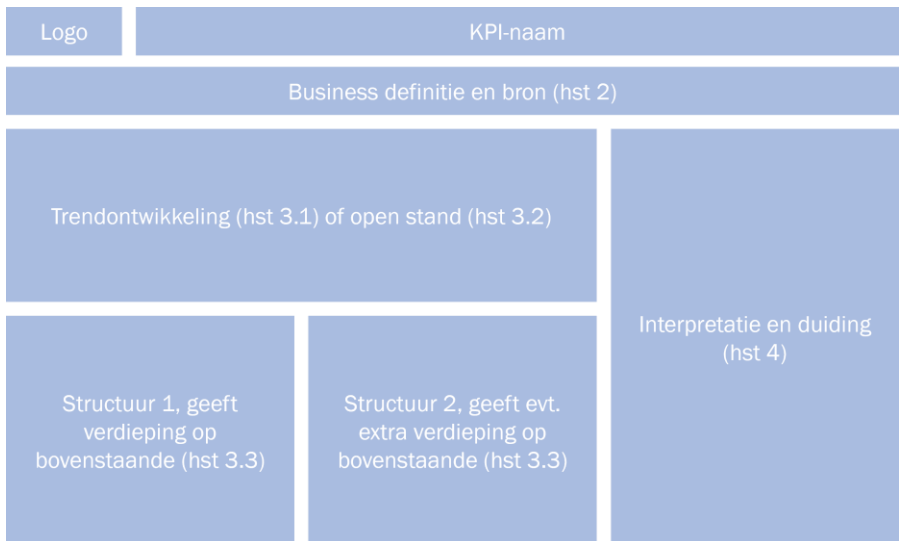 Logo
KPI-naam
Business definitie en bron (hst 2)
Trendontwikkeling (hst 3.1) of open stand (hst 3.2)
Interpretatie en duiding
(hst 4)
Structuur 1, geeft
verdieping op
bovenstaande (hst 3.3)
Structuur 2, geeft evt.
extra verdieping op
bovenstaande (hst 3.3)